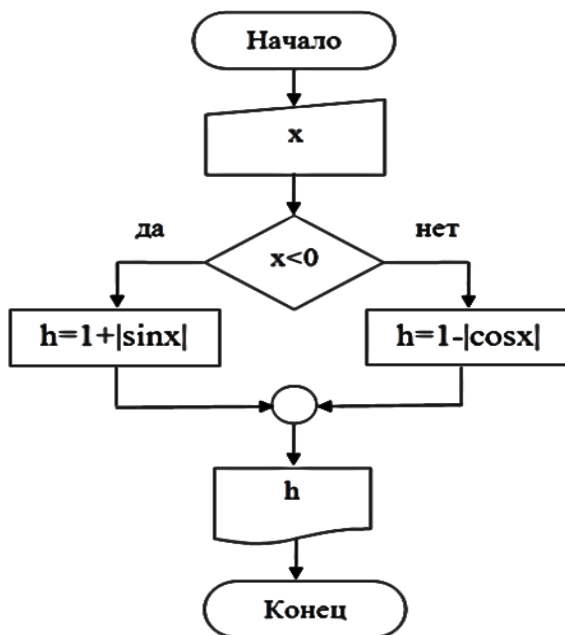 Начало
x
да
нет
x<0
h=1+|sinx|
h=1-|cosx|
h
Конец